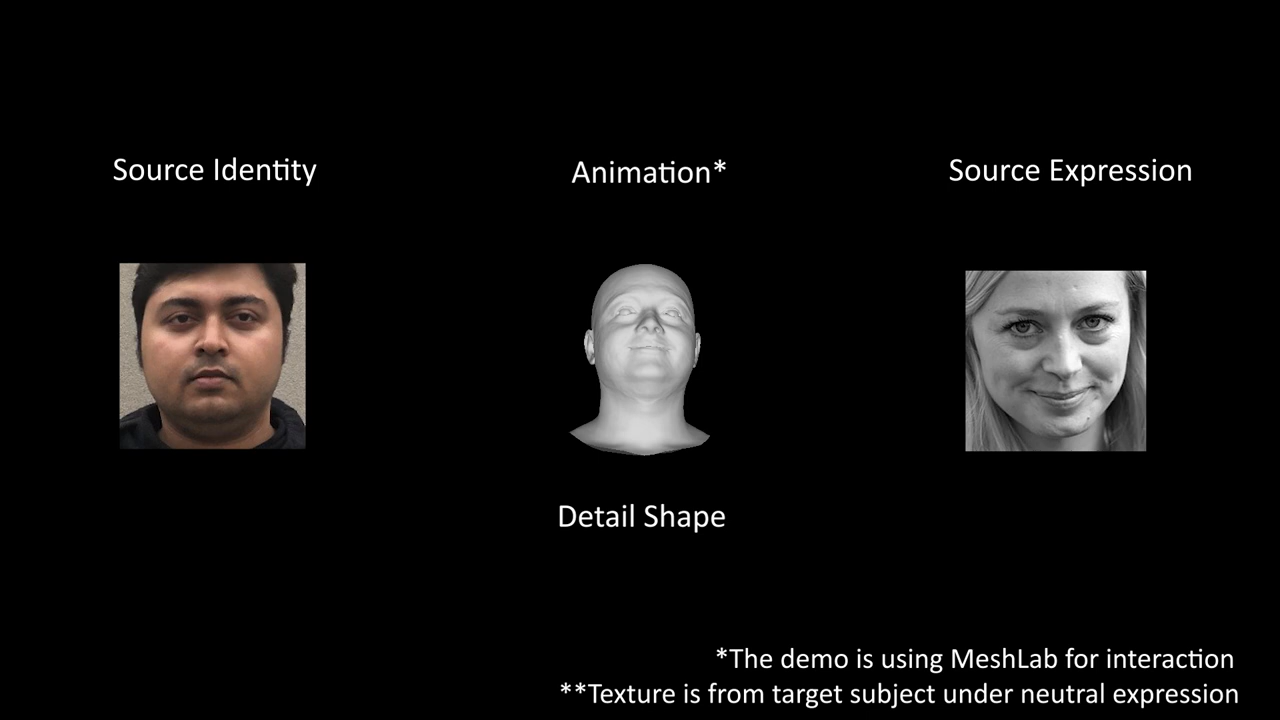 Source Identity
Animation*
Source Expression
Detail Shape
*The demo is using MeshLab for interaction
**Texture is from target subject under neutral expression